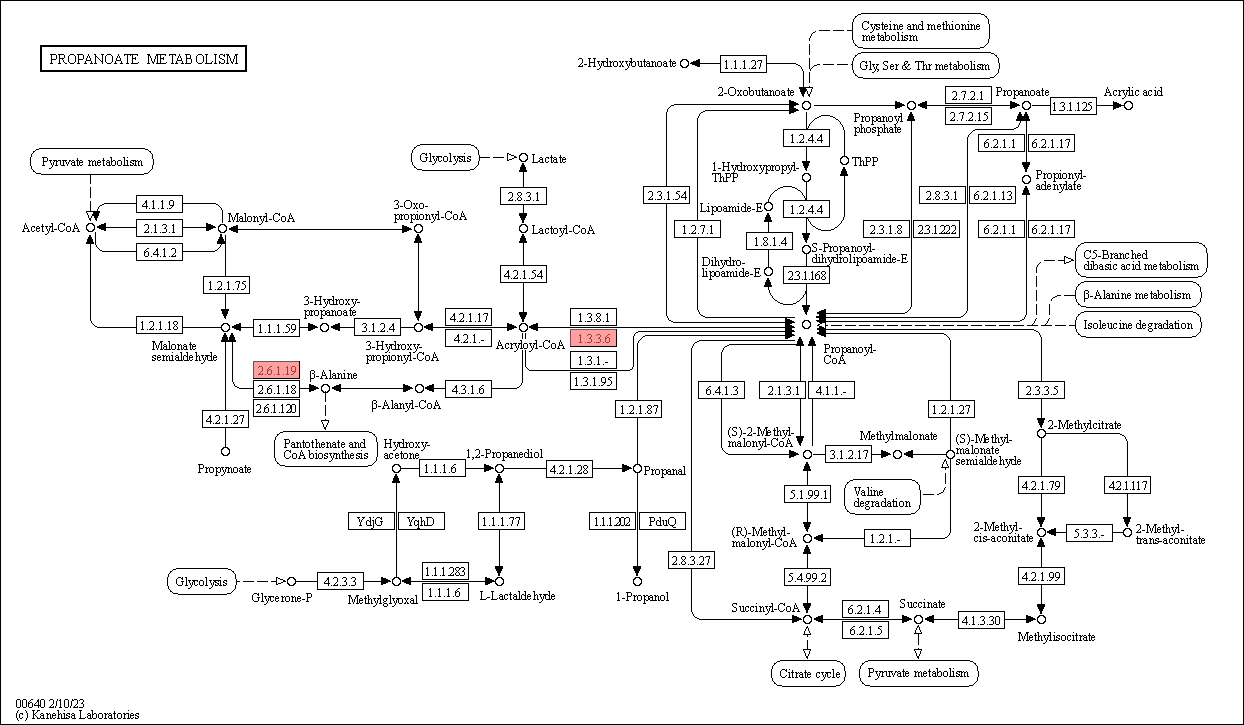 PROPANOATE METABOLISM
Cysteine and methionine
metabolism
Gly, Ser & Thr metabolism
2-Hydroxybutanoate
1.1.1.27
2-Oxobutanoate
Propanoyl
phosphate
2.7.2.1
2.7.2.15
Propanoate
1.3.1.125
Acrylic acid
1.2.4.4
ThPP
1-Hydroxypropyl-
ThPP
6.2.1.1
6.2.1.17
Propionyl-
adenylate
2.3.1.54
1.2.7.1
Lipoamide-E
1.2.4.4
1.8.1.4
S-Propanoyl-
dihydrolipoamide-E
Dihydro-
lipoamide-E
2.3.1.168
2.8.3.1
6.2.1.13
2.3.1.8
2.3.1.222
6.2.1.1
6.2.1.17
C5-Branched
dibasic acid metabolism
β-Alanine metabolism
Isoleucine degradation
Pyruvate metabolism
Glycolysis
Lactate
2.8.3.1
4.1.1.9
2.1.3.1
6.4.1.2
Acetyl-CoA
Malonyl-CoA
3-Oxo-
propionyl-CoA
Lactoyl-CoA
4.2.1.54
1.2.1.75
3-Hydroxy-
propanoate
1.2.1.18
1.1.1.59
3.1.2.4
4.2.1.17
4.2.1.-
1.3.8.1
1.3.3.6
1.3.1.-
1.3.1.95
Malonate
semialdehyde
3-Hydroxy-
propionyl-CoA
Acryloyl-CoA
Propanoyl-
CoA
2.6.1.19
2.6.1.18
2.6.1.120
β-Alanine
β-Alanyl-CoA
4.3.1.6
4.2.1.27
Propynoate
Pantothenate and
CoA biosynthesis
1.2.1.87
6.4.1.3
2.1.3.1
4.1.1.-
1.2.1.27
2.3.3.5
(S)-2-Methyl-
malonyl-CoA
Methylmalonate
3.1.2.17
(S)-Methyl-
malonate
semialdehyde
2-Methylcitrate
Hydroxy-
acetone
1.1.1.6
1,2-Propanediol
4.2.1.28
Propanal
5.1.99.1
Valine
degradation
4.2.1.79
4.2.1.117
YdjG
YqhD
1.1.1.77
1.1.1.202
PduQ
(R)-Methyl-
malonyl-CoA
1.2.1.-
2-Methyl-
cis-aconitate
5.3.3.-
2-Methyl-
trans-aconitate
2.8.3.27
Glycolysis
Glycerone-P
4.2.3.3
Methylglyoxal
1.1.1.283
1.1.1.6
L-Lactaldehyde
1-Propanol
5.4.99.2
4.2.1.99
Succinyl-CoA
6.2.1.4
6.2.1.5
Succinate
4.1.3.30
Methylisocitrate
Citrate cycle
Pyruvate metabolism
00640 2/10/23
(c) Kanehisa Laboratories